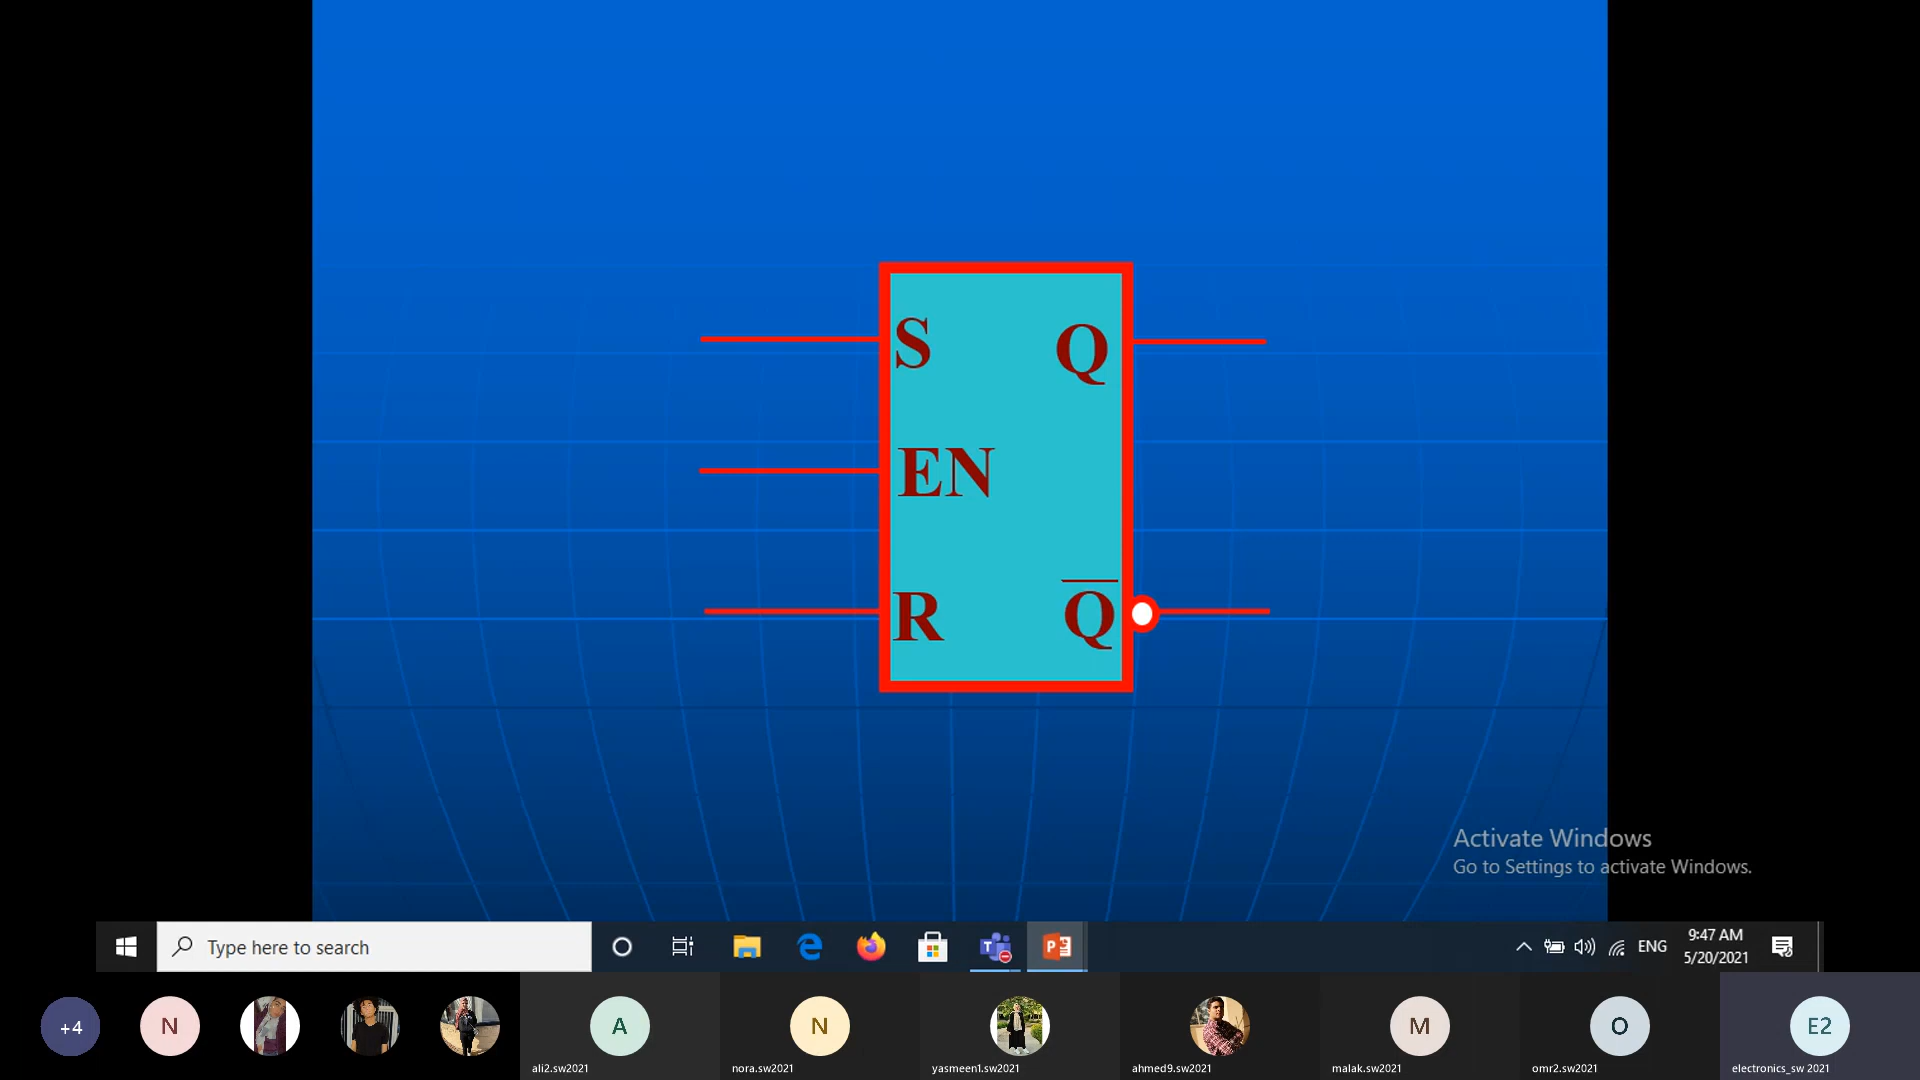 S Q
EN
R Q̅
Activate Windows
Go to Settings to activate Windows.
Type here to search
ENG
9:47 AM
5/20/2021
+4
N
A
N
M
O
E2
ali2.sw2021
nora.sw2021
yasmeen1.sw2021
ahmed9.sw2021
malak.sw2021
omr2.sw2021
electronics_sw 2021